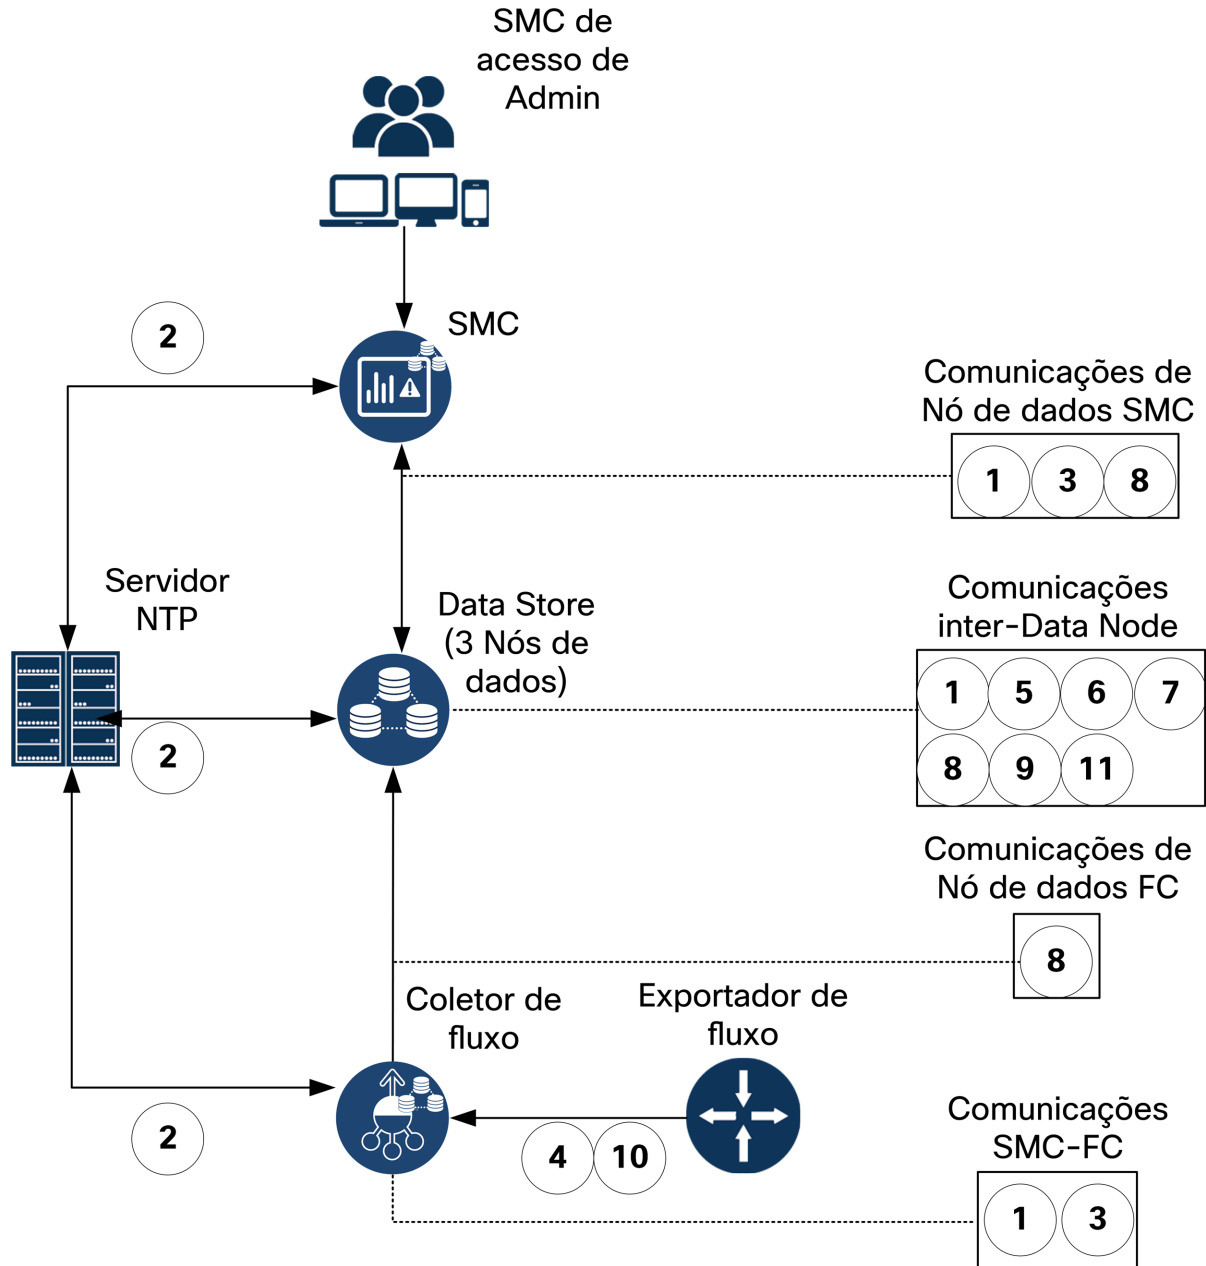 SMC de
acesso de
Admin
SMC
2
Comunicações de
Nó de dados SMC
1 3 8
Servidor
NTP
Data Store
(3 Nós de
dados)
Comunicações
inter-Data Node
1 5 6 7
8 9 11
2
Comunicações de
Nó de dados FC
8
Coletor de
fluxo
Exportador de
fluxo
2
4 10
Comunicações
SMC-FC
1 3